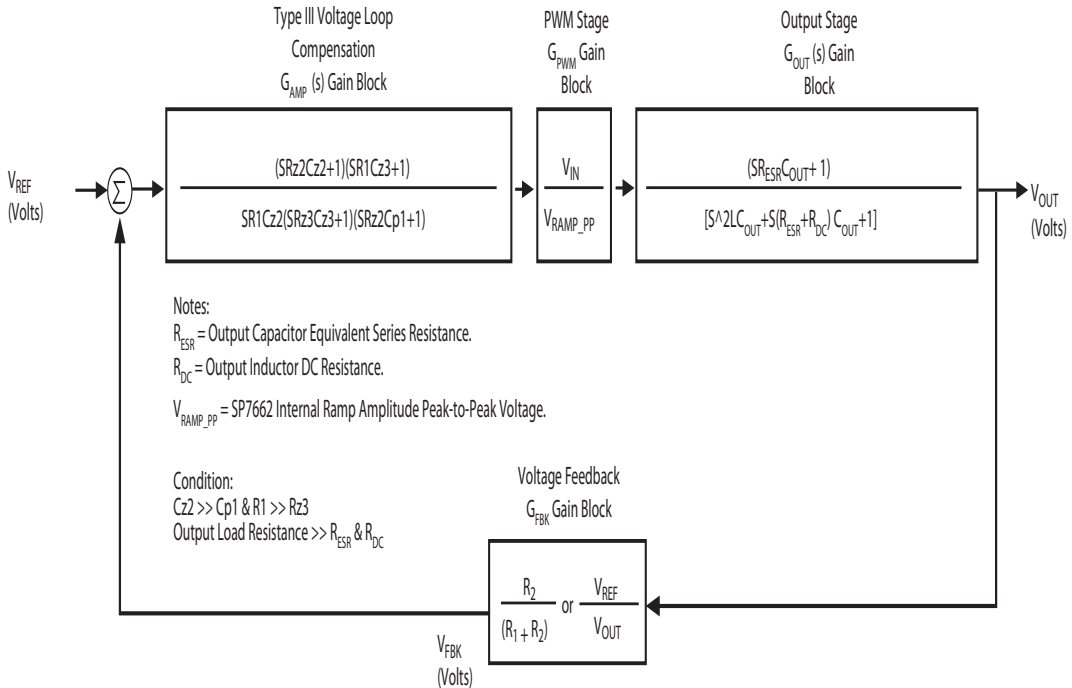 Type III Voltage Loop
Compensation
G_AMP (s) Gain Block
PWM Stage
G_PWM Gain
Block
Output Stage
G_OUT (s) Gain
Block
V_REF
(Volts)
Σ
(SRz2Cz2+1)(SR1Cz3+1)
SR1Cz2(SRz3Cz3+1)(SRz2Cp1+1)
V_IN
V_RAMP_PP
(SR_ESRC_OUT+ 1)
[S^2LC_OUT+S(R_ESR+R_DC) C_OUT+1]
V_OUT
(Volts)
Notes:
R_ESR = Output Capacitor Equivalent Series Resistance.
R_DC = Output Inductor DC Resistance.
V_RAMP_PP = SP7662 Internal Ramp Amplitude Peak-to-Peak Voltage.
Condition:
Cz2 >> Cp1 & R1 >> Rz3
Output Load Resistance >> R_ESR & R_DC
Voltage Feedback
G_FBK Gain Block
R_2
(R_1 + R_2)
or
V_REF
V_OUT
V_FBK
(Volts)